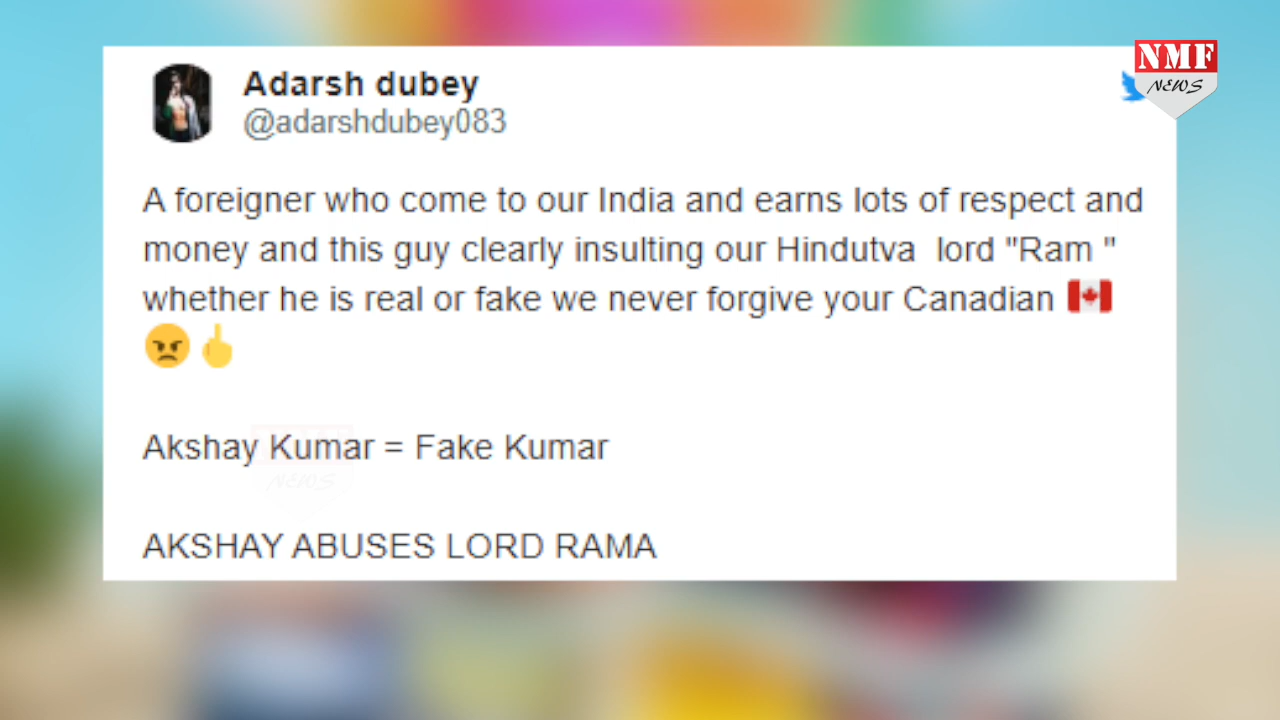 NMF
NEWS
Adarsh dubey
@adarshdubey083
A foreigner who come to our India and earns lots of respect and
money and this guy clearly insulting our Hindutva lord "Ram "
whether he is real or fake we never forgive your Canadian 🇨🇦
😠🖕
Akshay Kumar = Fake Kumar
NEWS
AKSHAY ABUSES LORD RAMA